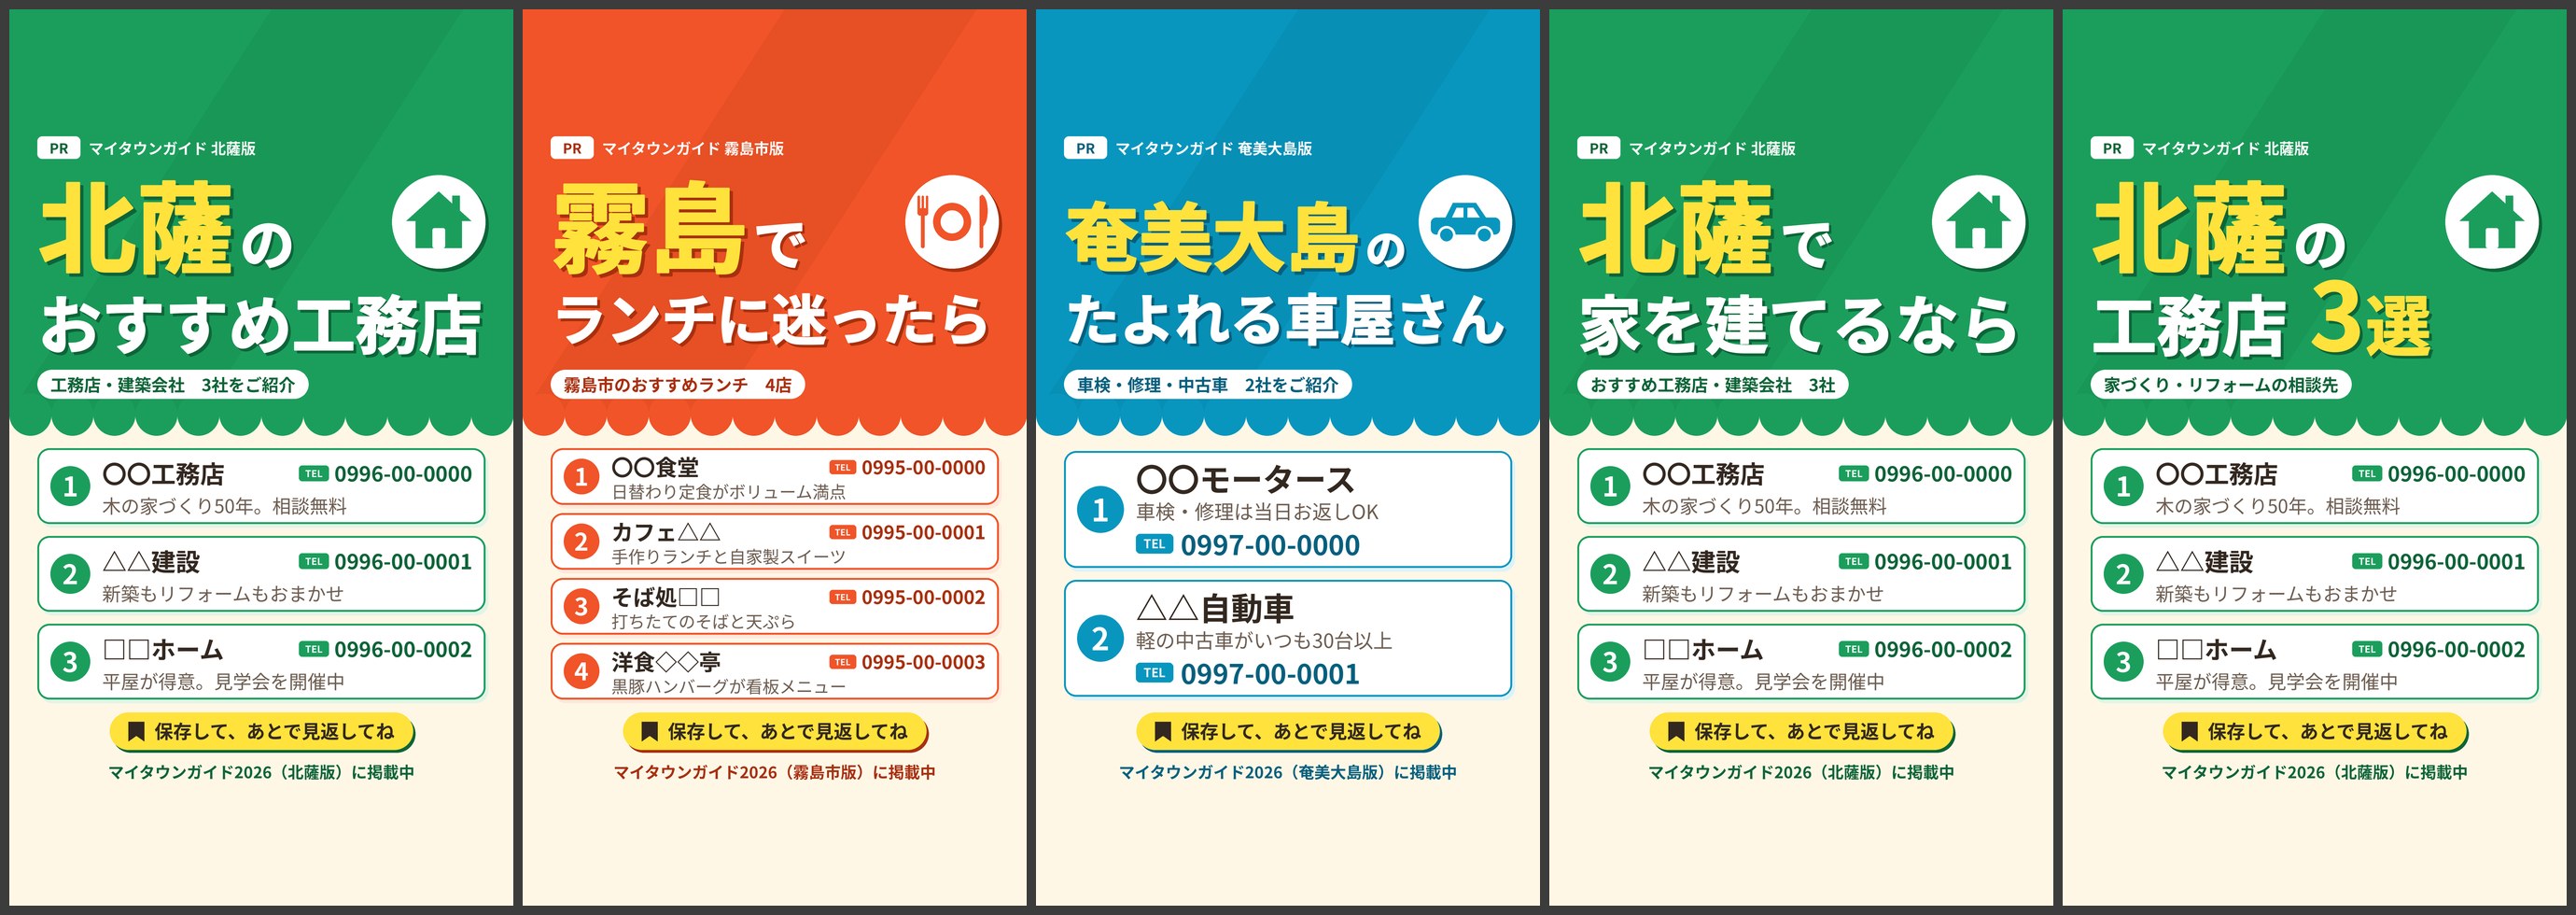 PR マイタウンガイド 北薩版
北薩の
おすすめ工務店
工務店・建築会社　3社をご紹介
1 〇〇工務店 TEL 0996-00-0000
木の家づくり50年。相談無料
2 △△建設 TEL 0996-00-0001
新築もリフォームもおまかせ
3 □□ホーム TEL 0996-00-0002
平屋が得意。見学会を開催中
保存して、あとで見返してね
マイタウンガイド2026（北薩版）に掲載中
PR マイタウンガイド 霧島市版
霧島で
ランチに迷ったら
霧島市のおすすめランチ　4店
1 〇〇食堂 TEL 0995-00-0000
日替わり定食がボリューム満点
2 カフェ△△ TEL 0995-00-0001
手作りランチと自家製スイーツ
3 そば処□□ TEL 0995-00-0002
打ちたてのそばと天ぷら
4 洋食◇◇亭 TEL 0995-00-0003
黒豚ハンバーグが看板メニュー
保存して、あとで見返してね
マイタウンガイド2026（霧島市版）に掲載中
PR マイタウンガイド 奄美大島版
奄美大島の
たよれる車屋さん
車検・修理・中古車　2社をご紹介
1 〇〇モータース
車検・修理は当日お返しOK
TEL 0997-00-0000
2 △△自動車
軽の中古車がいつも30台以上
TEL 0997-00-0001
保存して、あとで見返してね
マイタウンガイド2026（奄美大島版）に掲載中
PR マイタウンガイド 北薩版
北薩で
家を建てるなら
おすすめ工務店・建築会社　3社
1 〇〇工務店 TEL 0996-00-0000
木の家づくり50年。相談無料
2 △△建設 TEL 0996-00-0001
新築もリフォームもおまかせ
3 □□ホーム TEL 0996-00-0002
平屋が得意。見学会を開催中
保存して、あとで見返してね
マイタウンガイド2026（北薩版）に掲載中
PR マイタウンガイド 北薩版
北薩の
工務店 3選
家づくり・リフォームの相談先
1 〇〇工務店 TEL 0996-00-0000
木の家づくり50年。相談無料
2 △△建設 TEL 0996-00-0001
新築もリフォームもおまかせ
3 □□ホーム TEL 0996-00-0002
平屋が得意。見学会を開催中
保存して、あとで見返してね
マイタウンガイド2026（北薩版）に掲載中